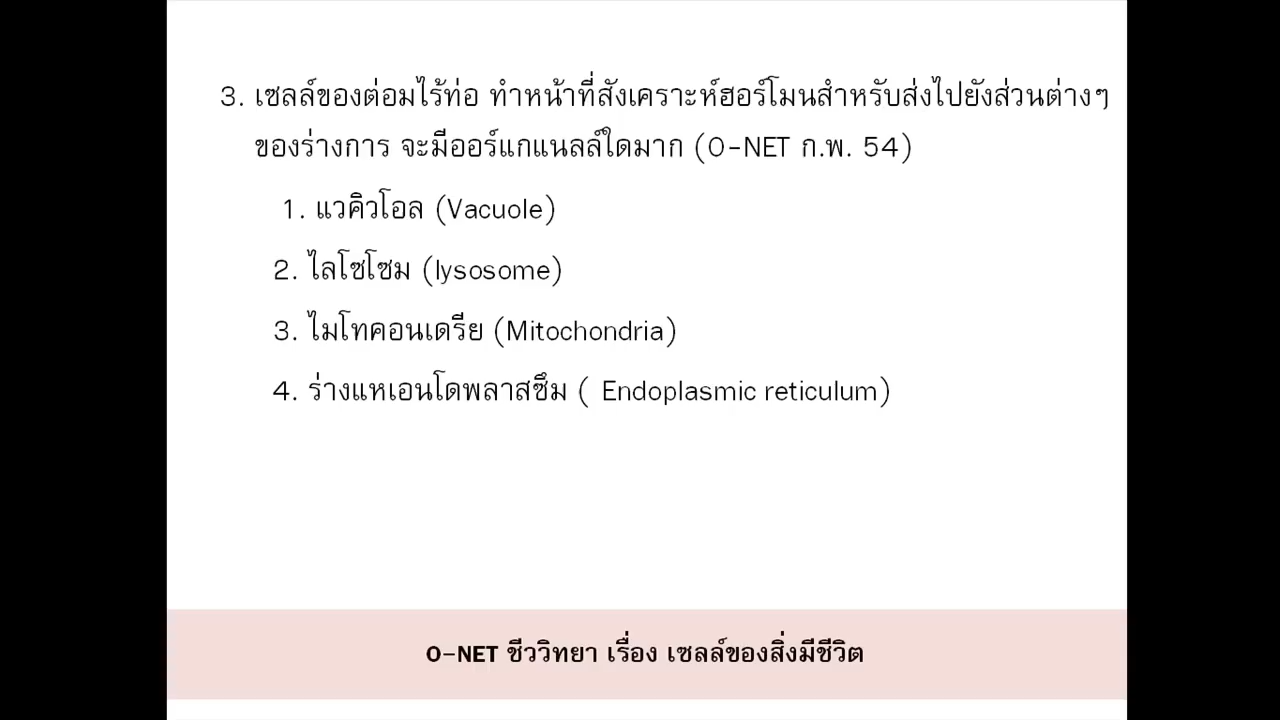 3. เซลล์ของต่อมไร้ท่อ ทำหน้าที่สังเคราะห์ฮอร์โมนสำหรับส่งไปยังส่วนต่างๆ
ของร่างการ จะมีออร์แกแนลล์ใดมาก (O-NET ก.พ. 54)
1. แวคิวโอล (Vacuole)
2. ไลโซโซม (lysosome)
3. ไมโทคอนเดรีย (Mitochondria)
4. ร่างแหเอนโดพลาสซึม ( Endoplasmic reticulum)
O-NET ชีววิทยา เรื่อง เซลล์ของสิ่งมีชีวิต